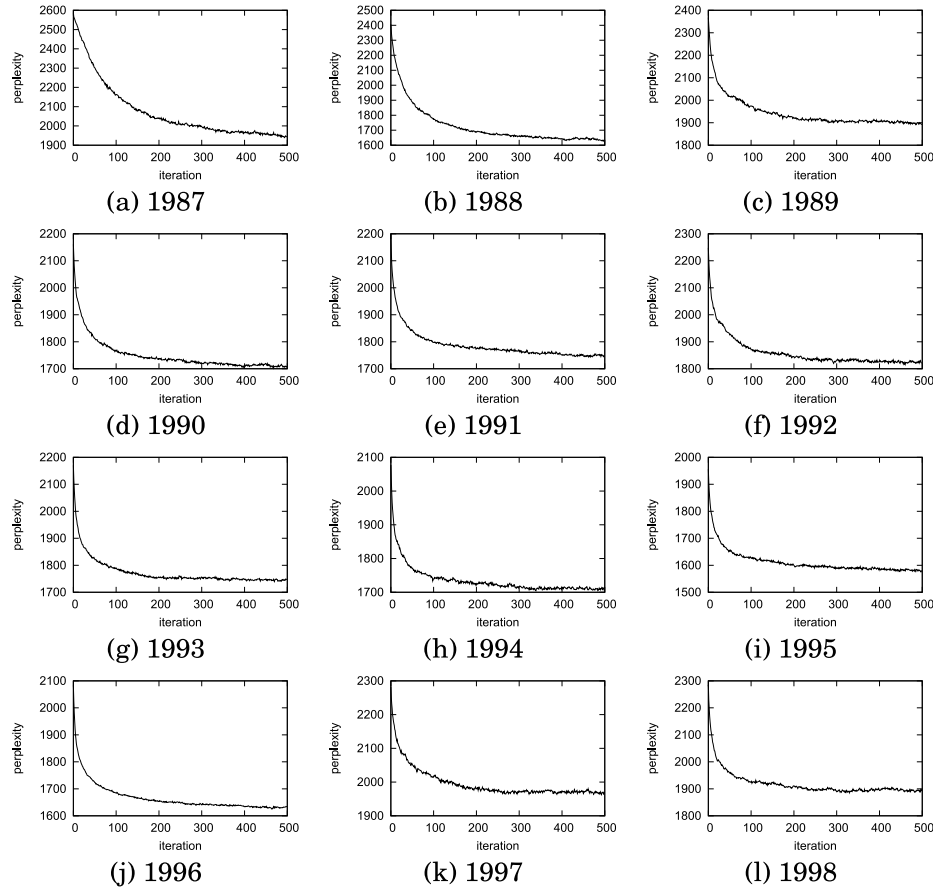 perplexity
2600
2500
2400
2300
2200
2100
2000
1900
0 100 200 300 400 500
iteration
(a) 1987
perplexity
2500
2400
2300
2200
2100
2000
1900
1800
1700
1600
0 100 200 300 400 500
iteration
(b) 1988
perplexity
2400
2300
2200
2100
2000
1900
1800
0 100 200 300 400 500
iteration
(c) 1989
perplexity
2200
2100
2000
1900
1800
1700
0 100 200 300 400 500
iteration
(d) 1990
perplexity
2200
2100
2000
1900
1800
1700
0 100 200 300 400 500
iteration
(e) 1991
perplexity
2300
2200
2100
2000
1900
1800
0 100 200 300 400 500
iteration
(f) 1992
perplexity
2200
2100
2000
1900
1800
1700
0 100 200 300 400 500
iteration
(g) 1993
perplexity
2100
2000
1900
1800
1700
0 100 200 300 400 500
iteration
(h) 1994
perplexity
2000
1900
1800
1700
1600
1500
0 100 200 300 400 500
iteration
(i) 1995
perplexity
2100
2000
1900
1800
1700
1600
0 100 200 300 400 500
iteration
(j) 1996
perplexity
2300
2200
2100
2000
1900
0 100 200 300 400 500
iteration
(k) 1997
perplexity
2300
2200
2100
2000
1900
1800
0 100 200 300 400 500
iteration
(l) 1998